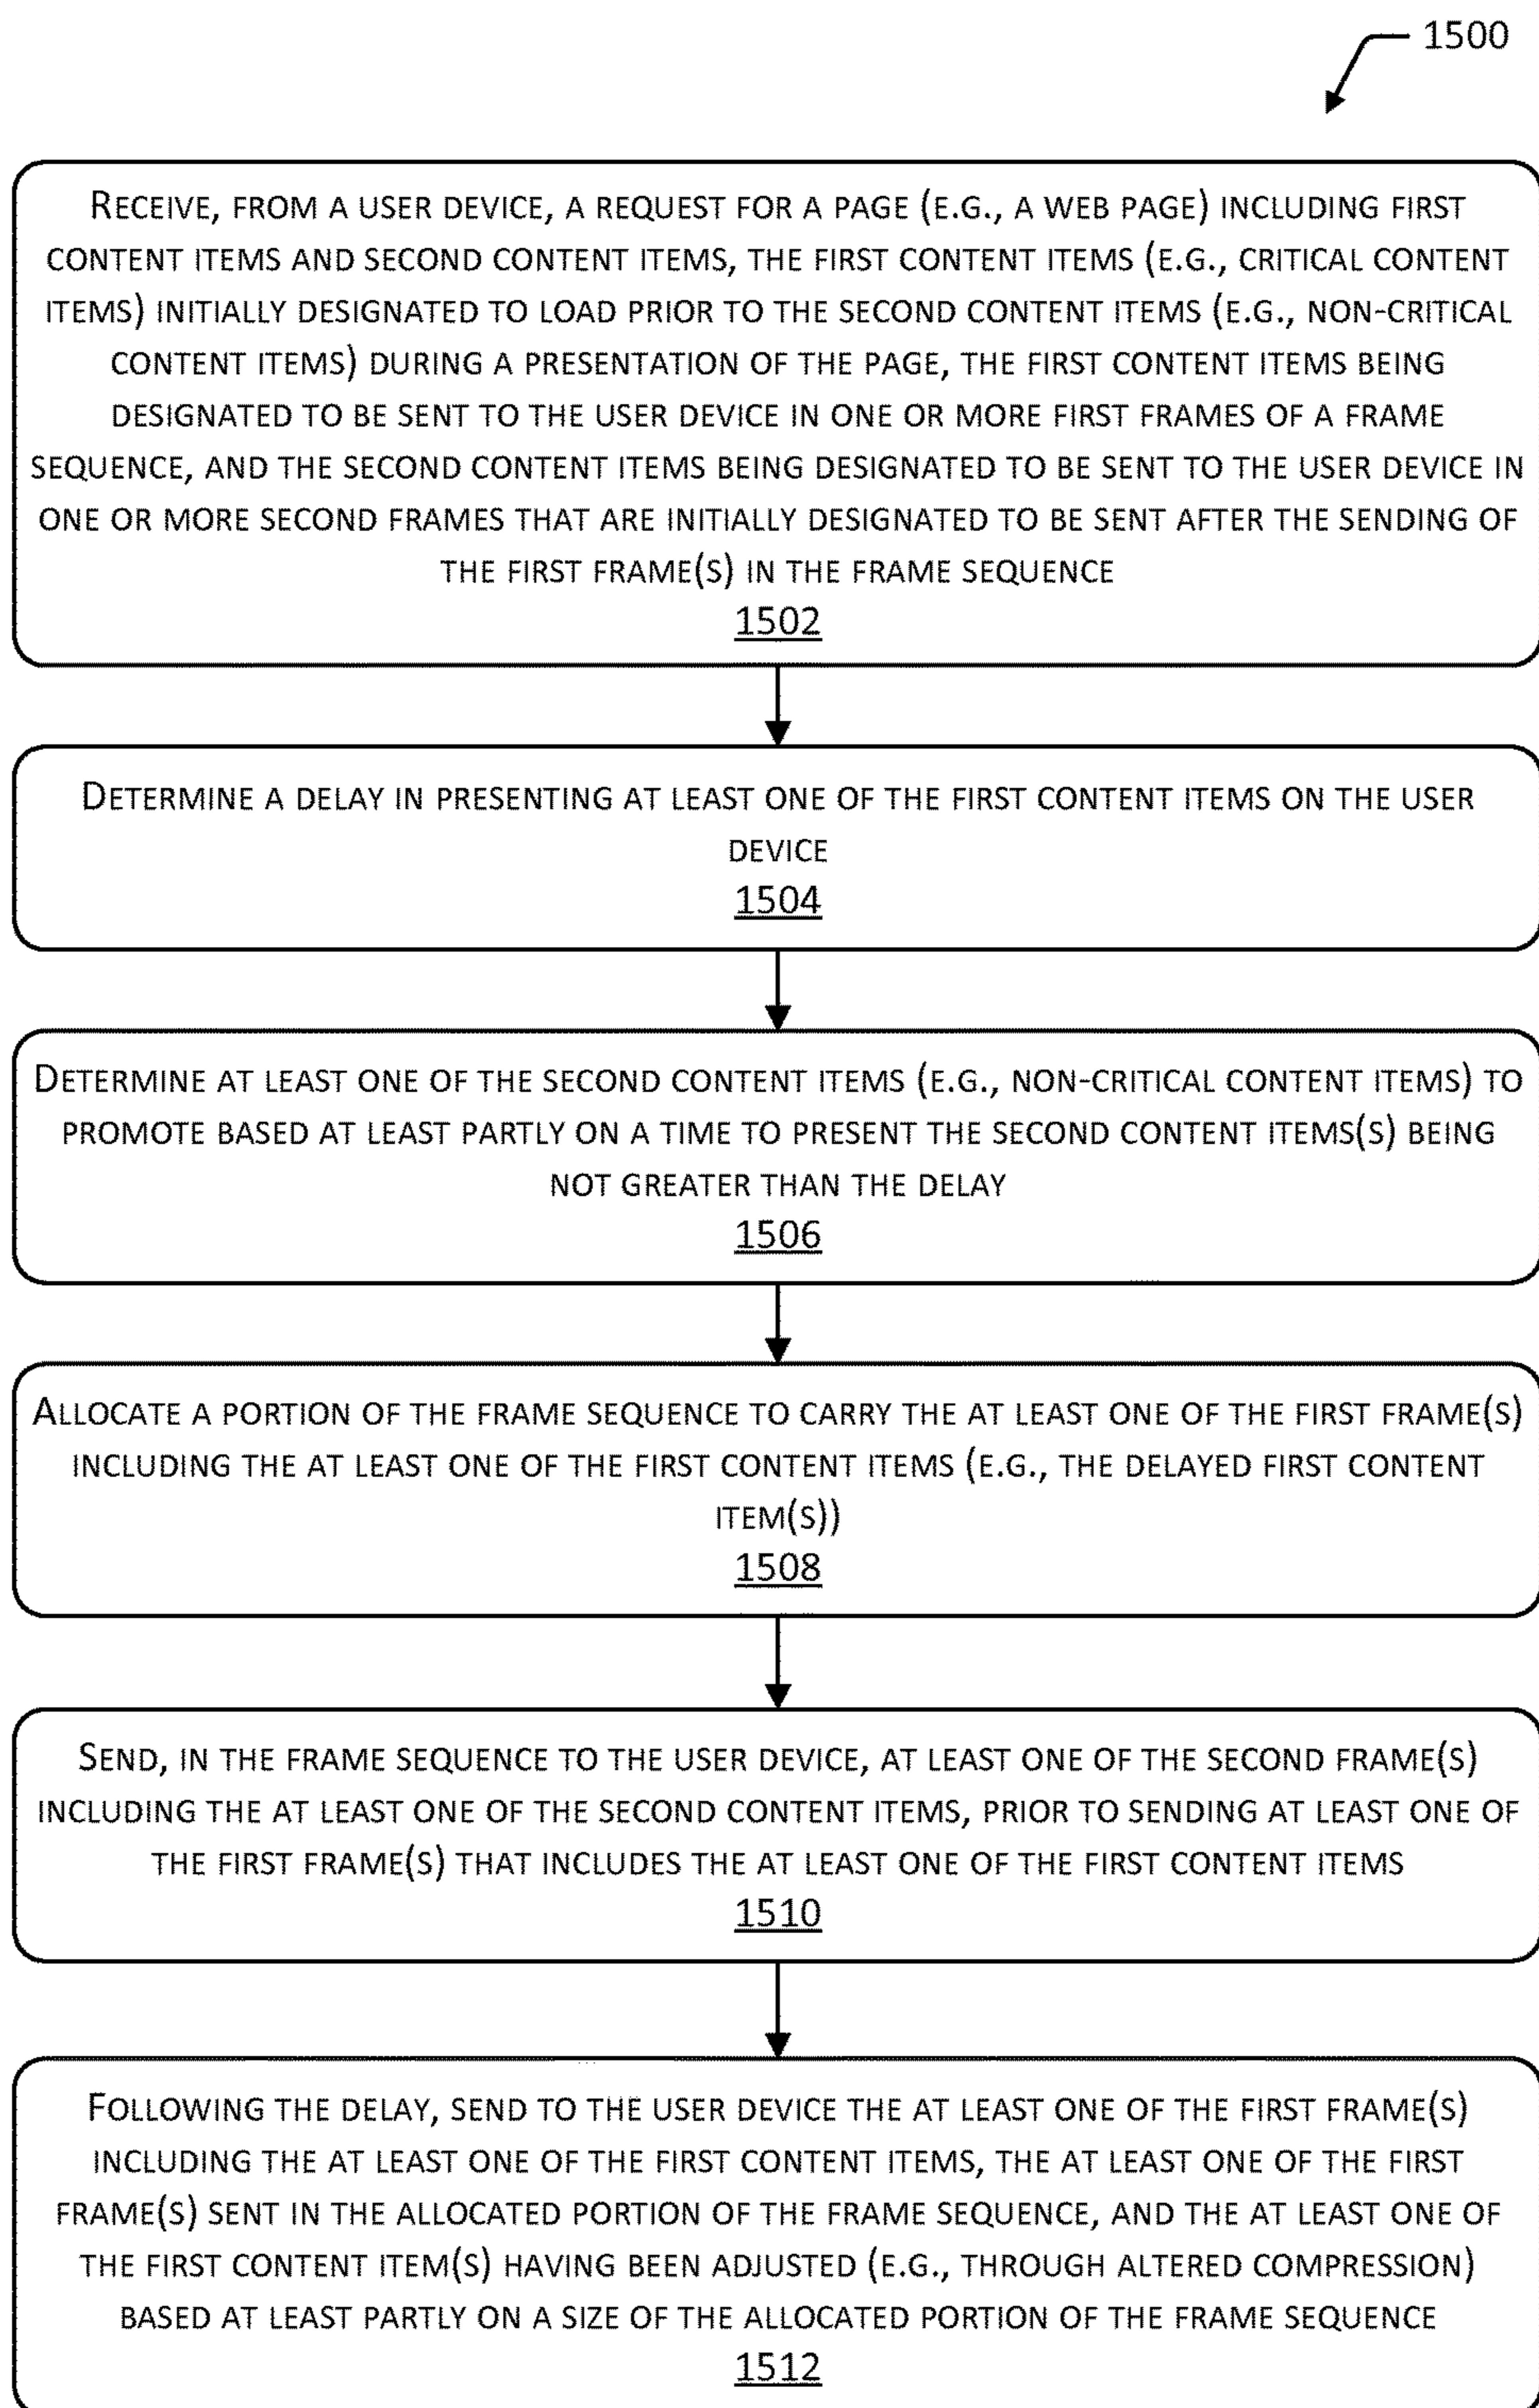 1500
RECEIVE, FROM A USER DEVICE, A REQUEST FOR A PAGE (E.G., A WEB PAGE) INCLUDING FIRST
CONTENT ITEMS AND SECOND CONTENT ITEMS, THE FIRST CONTENT ITEMS (E.G., CRITICAL CONTENT
ITEMS) INITIALLY DESIGNATED TO LOAD PRIOR TO THE SECOND CONTENT ITEMS (E.G., NON-CRITICAL
CONTENT ITEMS) DURING A PRESENTATION OF THE PAGE, THE FIRST CONTENT ITEMS BEING
DESIGNATED TO BE SENT TO THE USER DEVICE IN ONE OR MORE FIRST FRAMES OF A FRAME
SEQUENCE, AND THE SECOND CONTENT ITEMS BEING DESIGNATED TO BE SENT TO THE USER DEVICE IN
ONE OR MORE SECOND FRAMES THAT ARE INITIALLY DESIGNATED TO BE SENT AFTER THE SENDING OF
THE FIRST FRAME(S) IN THE FRAME SEQUENCE
1502
DETERMINE A DELAY IN PRESENTING AT LEAST ONE OF THE FIRST CONTENT ITEMS ON THE USER
DEVICE
1504
DETERMINE AT LEAST ONE OF THE SECOND CONTENT ITEMS (E.G., NON-CRITICAL CONTENT ITEMS) TO
PROMOTE BASED AT LEAST PARTLY ON A TIME TO PRESENT THE SECOND CONTENT ITEMS(S) BEING
NOT GREATER THAN THE DELAY
1506
ALLOCATE A PORTION OF THE FRAME SEQUENCE TO CARRY THE AT LEAST ONE OF THE FIRST FRAME(S)
INCLUDING THE AT LEAST ONE OF THE FIRST CONTENT ITEMS (E.G., THE DELAYED FIRST CONTENT
ITEM(S))
1508
SEND, IN THE FRAME SEQUENCE TO THE USER DEVICE, AT LEAST ONE OF THE SECOND FRAME(S)
INCLUDING THE AT LEAST ONE OF THE SECOND CONTENT ITEMS, PRIOR TO SENDING AT LEAST ONE OF
THE FIRST FRAME(S) THAT INCLUDES THE AT LEAST ONE OF THE FIRST CONTENT ITEMS
1510
FOLLOWING THE DELAY, SEND TO THE USER DEVICE THE AT LEAST ONE OF THE FIRST FRAME(S)
INCLUDING THE AT LEAST ONE OF THE FIRST CONTENT ITEMS, THE AT LEAST ONE OF THE FIRST
FRAME(S) SENT IN THE ALLOCATED PORTION OF THE FRAME SEQUENCE, AND THE AT LEAST ONE OF
THE FIRST CONTENT ITEM(S) HAVING BEEN ADJUSTED (E.G., THROUGH ALTERED COMPRESSION)
BASED AT LEAST PARTLY ON A SIZE OF THE ALLOCATED PORTION OF THE FRAME SEQUENCE
1512